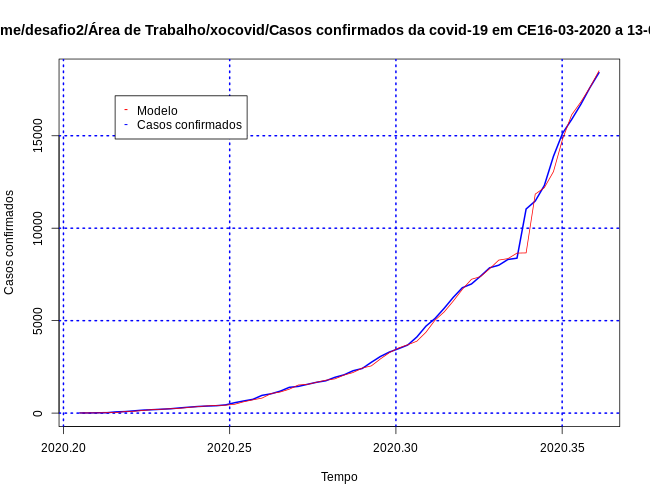 me/desafio2/Área de Trabalho/xocovid/Casos confirmados da covid-19 em CE16-03-2020 a 13-
Modelo
Casos confirmados
Casos confirmados
15000
10000
5000
0
2020.20 2020.25 2020.30 2020.35
Tempo